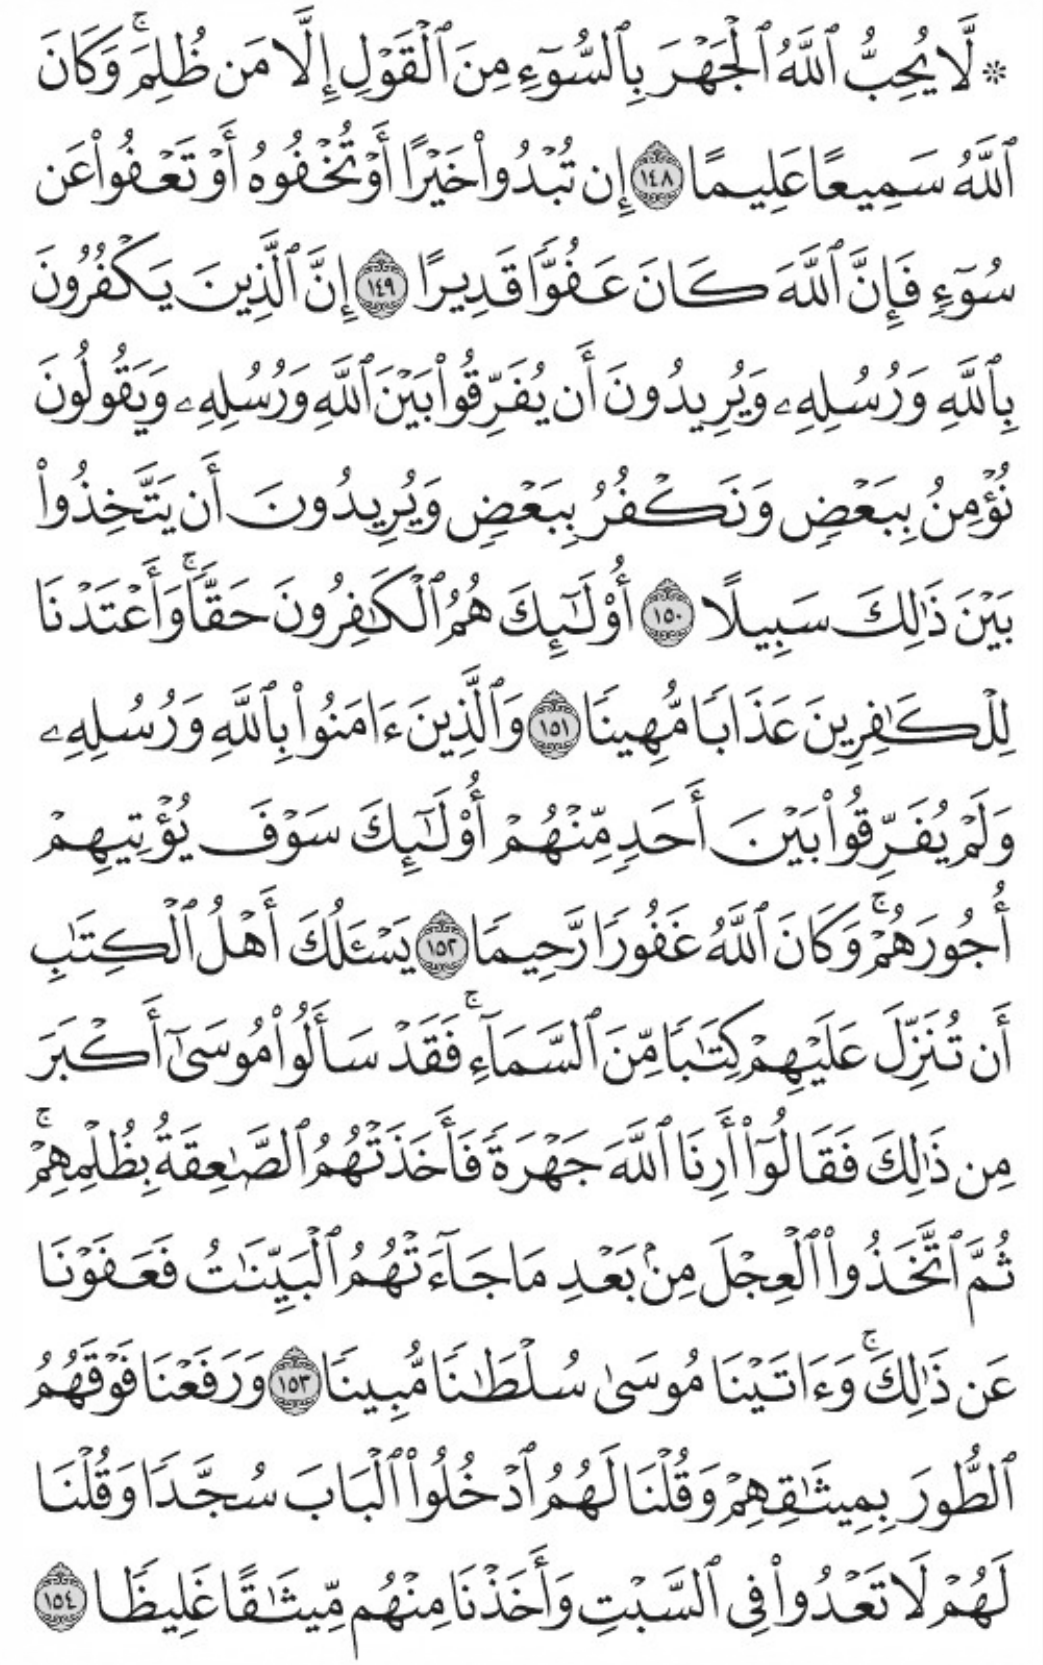 ۞ لَّا يُحِبُّ ٱللَّهُ ٱلْجَهْرَ بِٱلسُّوٓءِ مِنَ ٱلْقَوْلِ إِلَّا مَن ظُلِمَۚ وَكَانَ
ٱللَّهُ سَمِيعًا عَلِيمًا ١٤٨ إِن تُبْدُواْ خَيْرًا أَوْ تُخْفُوهُ أَوْ تَعْفُواْ عَن
سُوٓءٍ فَإِنَّ ٱللَّهَ كَانَ عَفُوًّا قَدِيرًا ١٤٩ إِنَّ ٱلَّذِينَ يَكْفُرُونَ
بِٱللَّهِ وَرُسُلِهِۦ وَيُرِيدُونَ أَن يُفَرِّقُواْ بَيْنَ ٱللَّهِ وَرُسُلِهِۦ وَيَقُولُونَ
نُؤْمِنُ بِبَعْضٍ وَنَكْفُرُ بِبَعْضٍ وَيُرِيدُونَ أَن يَتَّخِذُواْ
بَيْنَ ذَٰلِكَ سَبِيلًا ١٥٠ أُوْلَٰٓئِكَ هُمُ ٱلْكَٰفِرُونَ حَقًّاۚ وَأَعْتَدْنَا
لِلْكَٰفِرِينَ عَذَابًا مُّهِينًا ١٥١ وَٱلَّذِينَ ءَامَنُواْ بِٱللَّهِ وَرُسُلِهِۦ
وَلَمْ يُفَرِّقُواْ بَيْنَ أَحَدٍ مِّنْهُمْ أُوْلَٰٓئِكَ سَوْفَ يُؤْتِيهِمْ
أُجُورَهُمْۚ وَكَانَ ٱللَّهُ غَفُورًا رَّحِيمًا ١٥٢ يَسْـَٔلُكَ أَهْلُ ٱلْكِتَٰبِ
أَن تُنَزِّلَ عَلَيْهِمْ كِتَٰبًا مِّنَ ٱلسَّمَآءِۚ فَقَدْ سَأَلُواْ مُوسَىٰٓ أَكْبَرَ
مِن ذَٰلِكَ فَقَالُوٓاْ أَرِنَا ٱللَّهَ جَهْرَةً فَأَخَذَتْهُمُ ٱلصَّٰعِقَةُ بِظُلْمِهِمْۚ
ثُمَّ ٱتَّخَذُواْ ٱلْعِجْلَ مِنۢ بَعْدِ مَا جَآءَتْهُمُ ٱلْبَيِّنَٰتُ فَعَفَوْنَا
عَن ذَٰلِكَۚ وَءَاتَيْنَا مُوسَىٰ سُلْطَٰنًا مُّبِينًا ١٥٣ وَرَفَعْنَا فَوْقَهُمُ
ٱلطُّورَ بِمِيثَٰقِهِمْ وَقُلْنَا لَهُمُ ٱدْخُلُواْ ٱلْبَابَ سُجَّدًا وَقُلْنَا
لَهُمْ لَا تَعْدُواْ فِي ٱلسَّبْتِ وَأَخَذْنَا مِنْهُم مِّيثَٰقًا غَلِيظًا ١٥٤